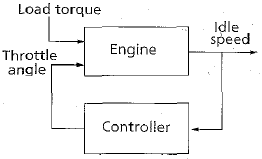 Load torque
Idle
speed
Throttle
angle
Engine
Controller